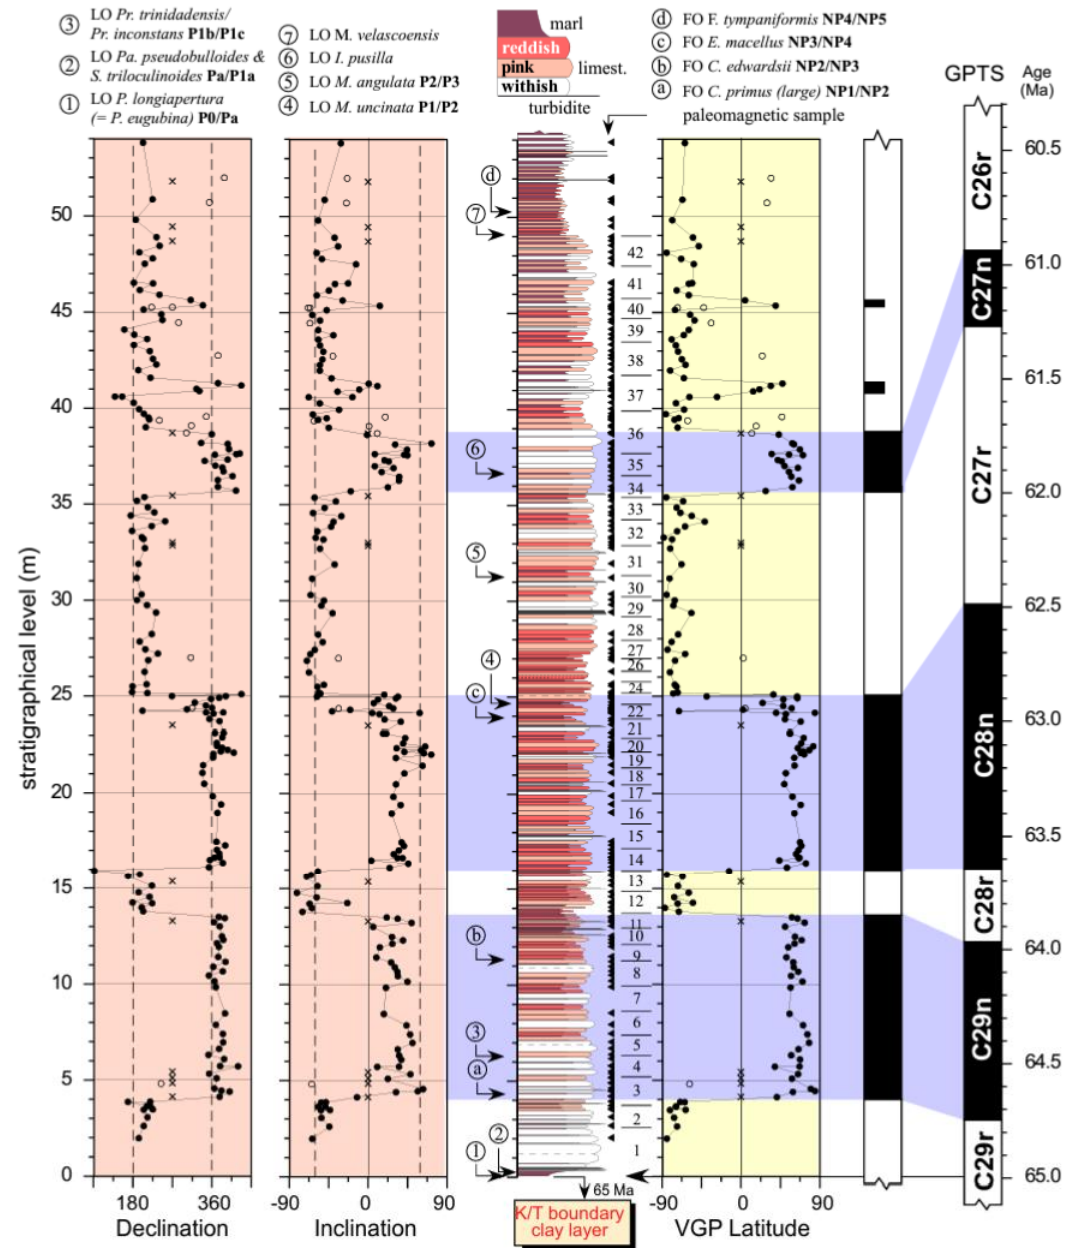 ③ LO Pr. trinidadensis/
Pr. inconstans P1b/P1c
② LO Pa. pseudobulloides &
S. triloculinoides Pa/P1a
① LO P. longiapertura
(= P. eugubina) P0/Pa
⑦ LO M. velascoensis
⑥ LO I. pusilla
⑤ LO M. angulata P2/P3
④ LO M. uncinata P1/P2
marl
reddish
pink
limest.
withish
turbidite
ⓓ FO F. tympaniformis NP4/NP5
ⓒ FO E. macellus NP3/NP4
ⓑ FO C. edwardsii NP2/NP3
ⓐ FO C. primus (large) NP1/NP2
paleomagnetic sample
GPTS
Age
(Ma)
stratigraphical level (m)
50
45
40
35
30
25
20
15
10
5
0
180 360
Declination
-90 0 90
Inclination
ⓓ
⑦
⑥
⑤
④
ⓒ
ⓑ
③
ⓐ
②
①
42
41
40
39
38
37
36
35
34
33
32
31
30
29
28
27
26
24
22
21
20
19
18
17
16
15
14
13
12
11
10
9
8
7
6
5
4
3
2
1
65 Ma
K/T boundary
clay layer
-90 0 90
VGP Latitude
C26r
C27n
C27r
C28n
C28r
C29n
C29r
60.5
61.0
61.5
62.0
62.5
63.0
63.5
64.0
64.5
65.0